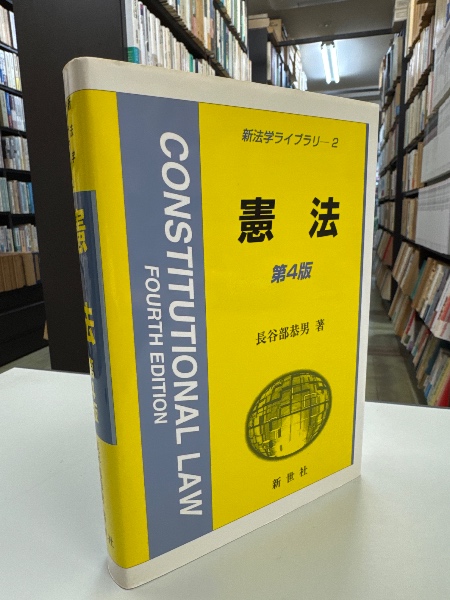 新法学ライブラリ－2
憲 法
第4版
長谷部恭男 著
新世社
CONSTITUTIONAL LAW
FOURTH EDITION